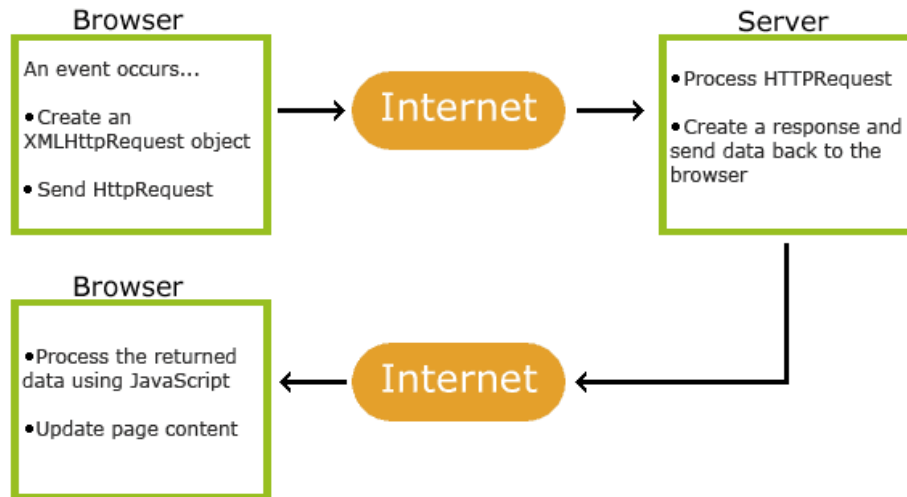 Browser
An event occurs...
•Create an
XMLHttpRequest object
• Send HttpRequest
Internet
Server
• Process HTTPRequest
• Create a response and
send data back to the
browser
Browser
•Process the returned
data using JavaScript
•Update page content
Internet